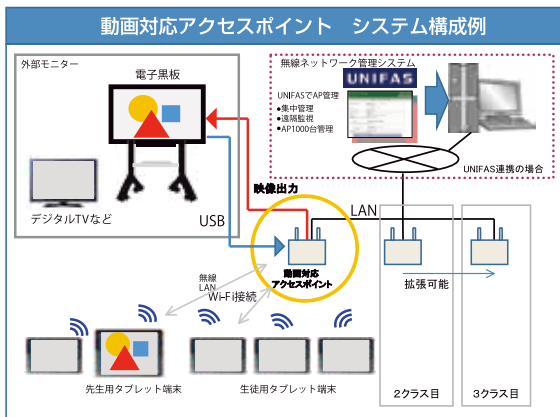 動画対応アクセスポイント　システム構成例
外部モニター
電子黒板
デジタルTVなど
USB
無線ネットワーク管理システム
UNIFAS
UNIFASでAP管理
●集中管理
●遠隔監視
●AP1000台管理
UNIFAS連携の場合
映像出力
LAN
動画対応
アクセスポイント
拡張可能
無線
LAN
Wi-Fi接続
先生用タブレット端末
生徒用タブレット端末
2クラス目
3クラス目